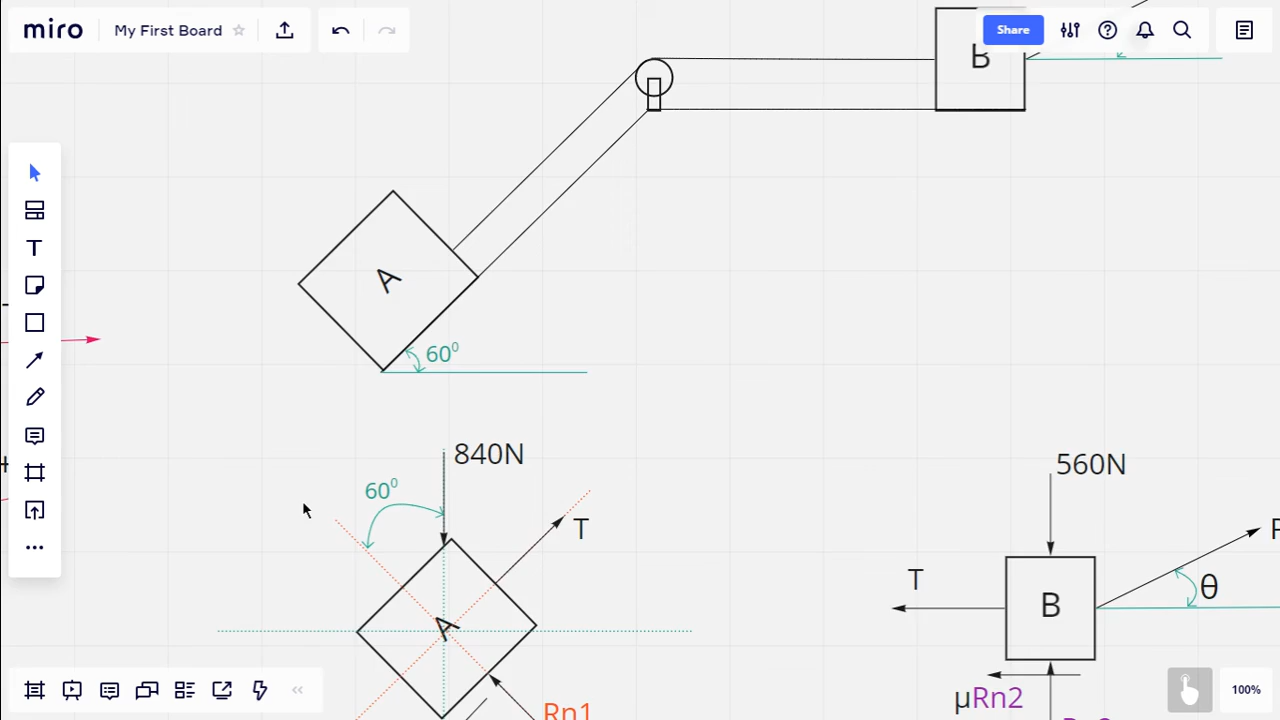 miro
My First Board
Share
B
A
60⁰
840N
60⁰
T
A
Rn1
560N
T
B
θ
μRn2
T
100%